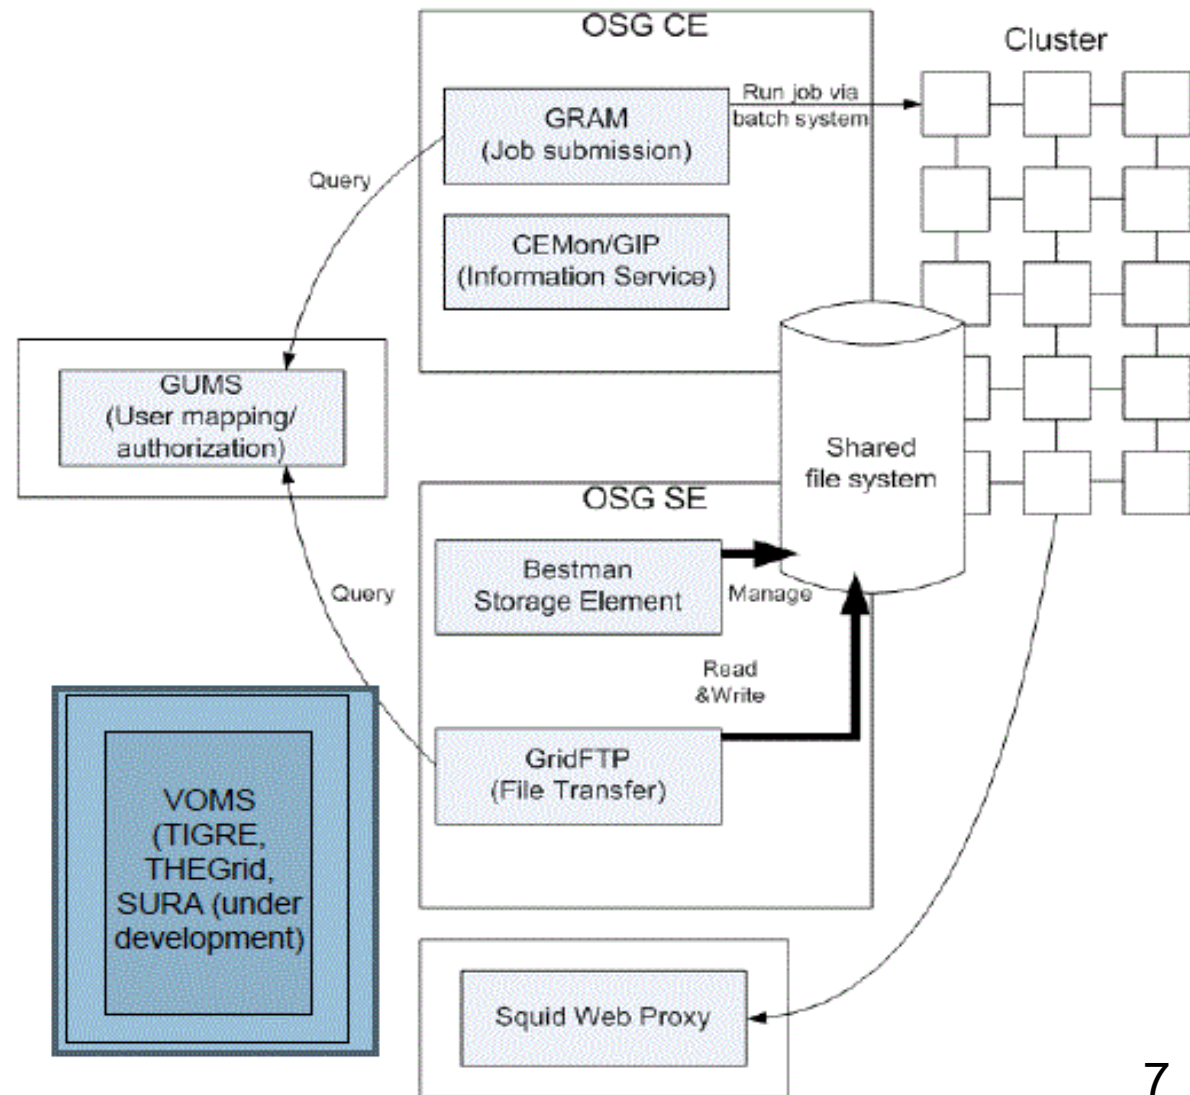 OSG CE
Cluster
GRAM
(Job submission)
Run job via
batch system
Query
CEMon/GIP
(Information Service)
GUMS
(User mapping/
authorization)
Shared
file system
OSG SE
Bestman
Storage Element
Manage
Query
Read
&Write
GridFTP
(File Transfer)
VOMS
(TIGRE,
THEGrid,
SURA (under
development)
Squid Web Proxy
7